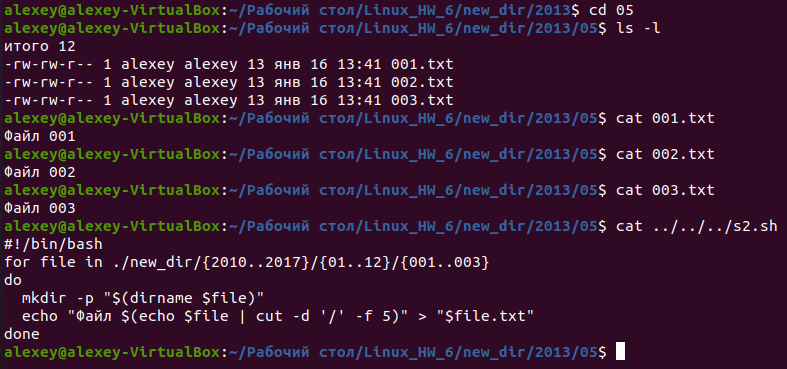 alexey@alexey-VirtualBox:~/Рабочий стол/Linux_HW_6/new_dir/2013$ cd 05
alexey@alexey-VirtualBox:~/Рабочий стол/Linux_HW_6/new_dir/2013/05$ ls -l
итого 12
-rw-rw-r-- 1 alexey alexey 13 янв 16 13:41 001.txt
-rw-rw-r-- 1 alexey alexey 13 янв 16 13:41 002.txt
-rw-rw-r-- 1 alexey alexey 13 янв 16 13:41 003.txt
alexey@alexey-VirtualBox:~/Рабочий стол/Linux_HW_6/new_dir/2013/05$ cat 001.txt
Файл 001
alexey@alexey-VirtualBox:~/Рабочий стол/Linux_HW_6/new_dir/2013/05$ cat 002.txt
Файл 002
alexey@alexey-VirtualBox:~/Рабочий стол/Linux_HW_6/new_dir/2013/05$ cat 003.txt
Файл 003
alexey@alexey-VirtualBox:~/Рабочий стол/Linux_HW_6/new_dir/2013/05$ cat ../../../s2.sh
#!/bin/bash
for file in ./new_dir/{2010..2017}/{01..12}/{001..003}
do
  mkdir -p "$(dirname $file)"
  echo "Файл $(echo $file | cut -d '/' -f 5)" > "$file.txt"
done
alexey@alexey-VirtualBox:~/Рабочий стол/Linux_HW_6/new_dir/2013/05$